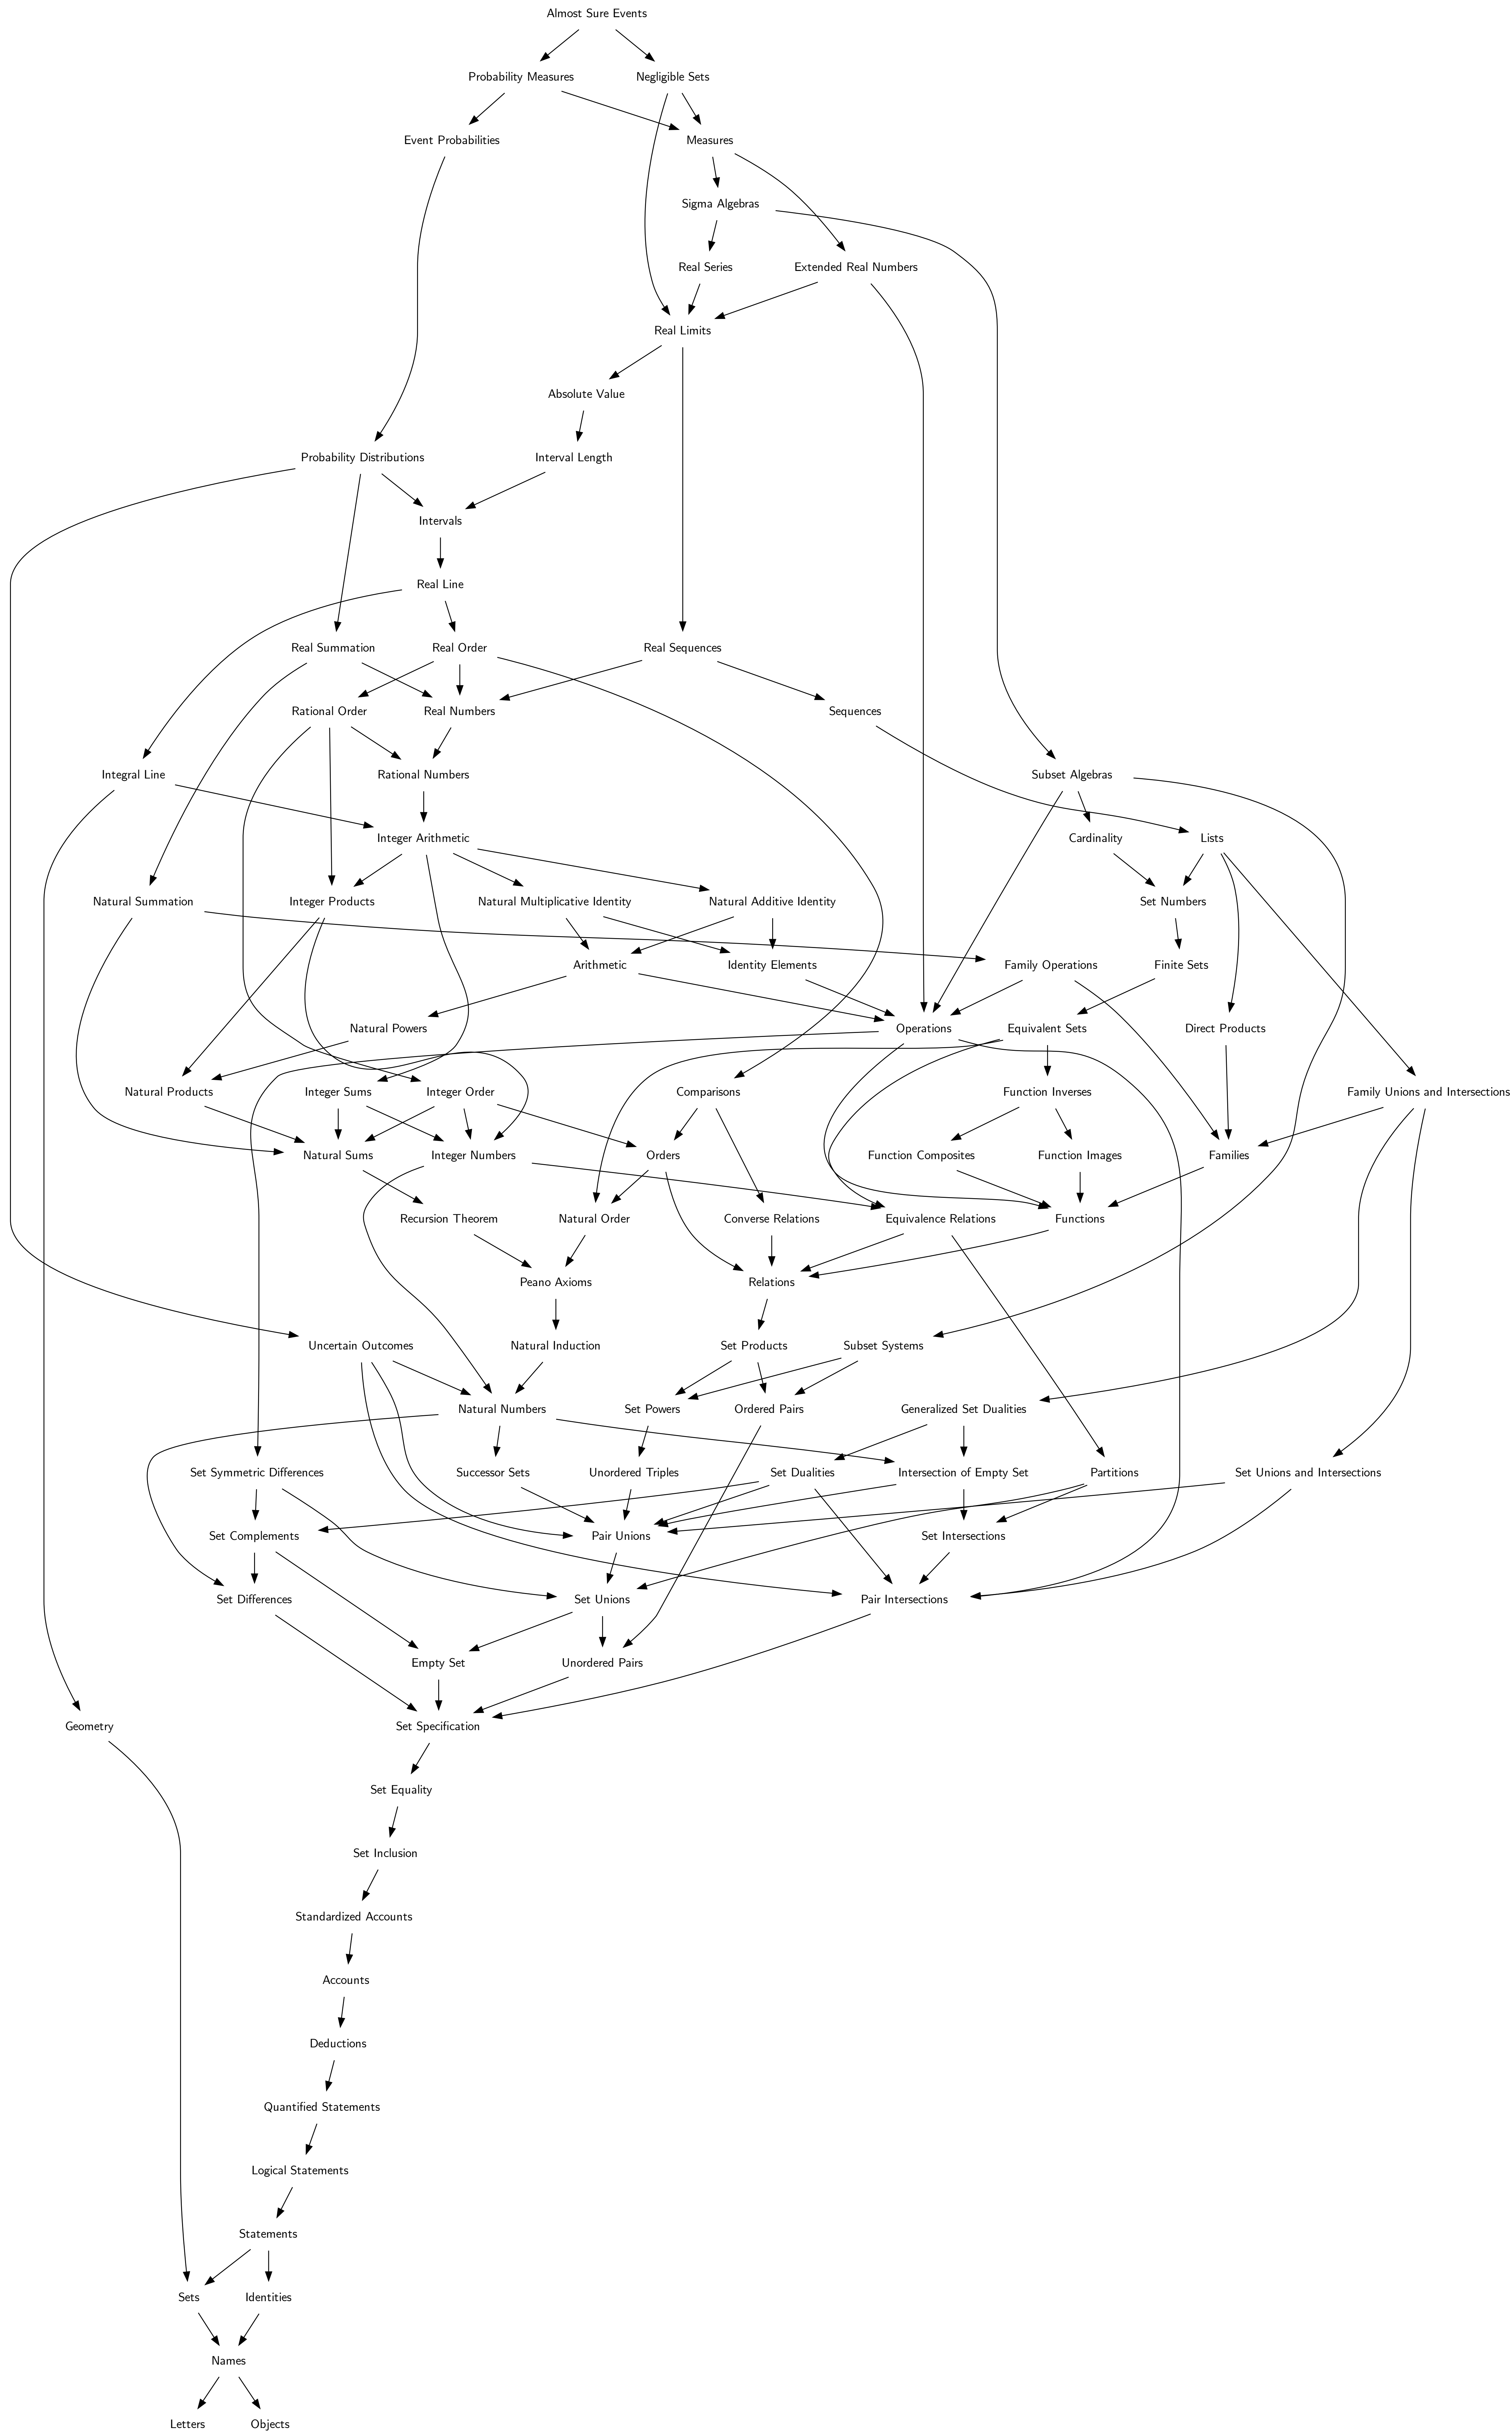 Almost Sure Events
Probability Measures
Negligible Sets
Event Probabilities
Measures
Sigma Algebras
Real Series
Extended Real Numbers
Real Limits
Absolute Value
Probability Distributions
Interval Length
Intervals
Real Line
Real Summation
Real Order
Real Sequences
Rational Order
Real Numbers
Sequences
Integral Line
Rational Numbers
Subset Algebras
Integer Arithmetic
Cardinality
Lists
Natural Summation
Integer Products
Natural Multiplicative Identity
Natural Additive Identity
Set Numbers
Arithmetic
Identity Elements
Family Operations
Finite Sets
Natural Powers
Operations
Equivalent Sets
Direct Products
Natural Products
Integer Sums
Integer Order
Comparisons
Function Inverses
Family Unions and Intersections
Natural Sums
Integer Numbers
Orders
Function Composites
Function Images
Families
Recursion Theorem
Natural Order
Converse Relations
Equivalence Relations
Functions
Peano Axioms
Relations
Uncertain Outcomes
Natural Induction
Set Products
Subset Systems
Natural Numbers
Set Powers
Ordered Pairs
Generalized Set Dualities
Set Symmetric Differences
Successor Sets
Unordered Triples
Set Dualities
Intersection of Empty Set
Partitions
Set Unions and Intersections
Set Complements
Pair Unions
Set Intersections
Set Differences
Set Unions
Pair Intersections
Empty Set
Unordered Pairs
Geometry
Set Specification
Set Equality
Set Inclusion
Standardized Accounts
Accounts
Deductions
Quantified Statements
Logical Statements
Statements
Sets
Identities
Names
Letters
Objects